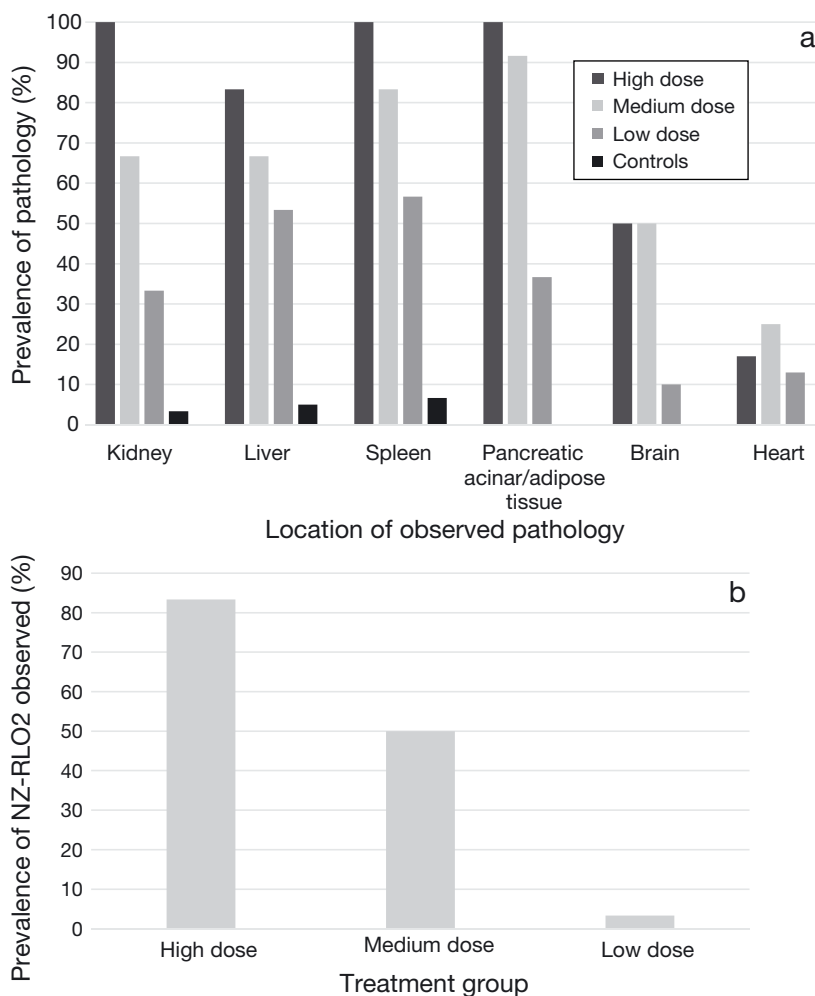 Prevalence of pathology (%)
100
90
80
70
60
50
40
30
20
10
0
a
High dose
Medium dose
Low dose
Controls
Kidney
Liver
Spleen
Pancreatic
acinar/adipose
tissue
Brain
Heart
Location of observed pathology
Prevalence of NZ-RLO2 observed (%)
90
80
70
60
50
40
30
20
10
0
b
High dose
Medium dose
Low dose
Treatment group